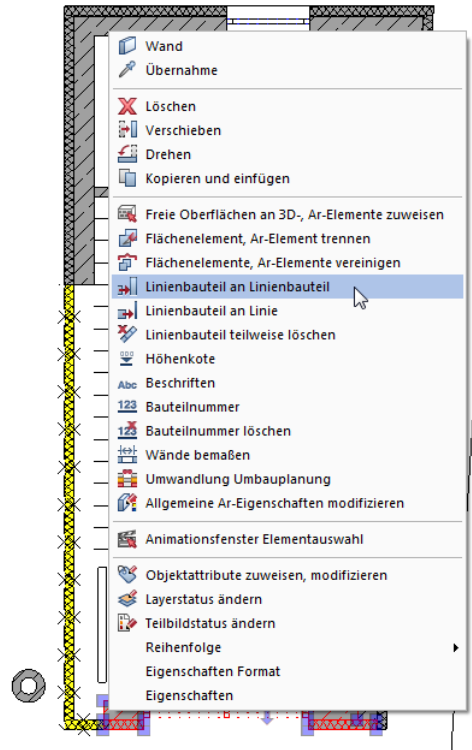 Wand
Übernahme
Löschen
Verschieben
Drehen
Kopieren und einfügen
Freie Oberflächen an 3D-, Ar-Elemente zuweisen
Flächenelement, Ar-Element trennen
Flächenelemente, Ar-Elemente vereinigen
Linienbauteil an Linienbauteil
Linienbauteil an Linie
Linienbauteil teilweise löschen
Höhenkote
Abc Beschriften
123 Bauteilnummer
123 Bauteilnummer löschen
Wände bemaßen
Umwandlung Umbauplanung
Allgemeine Ar-Eigenschaften modifizieren
Animationsfenster Elementauswahl
Objektattribute zuweisen, modifizieren
Layerstatus ändern
Teilbildstatus ändern
Reihenfolge
Eigenschaften Format
Eigenschaften